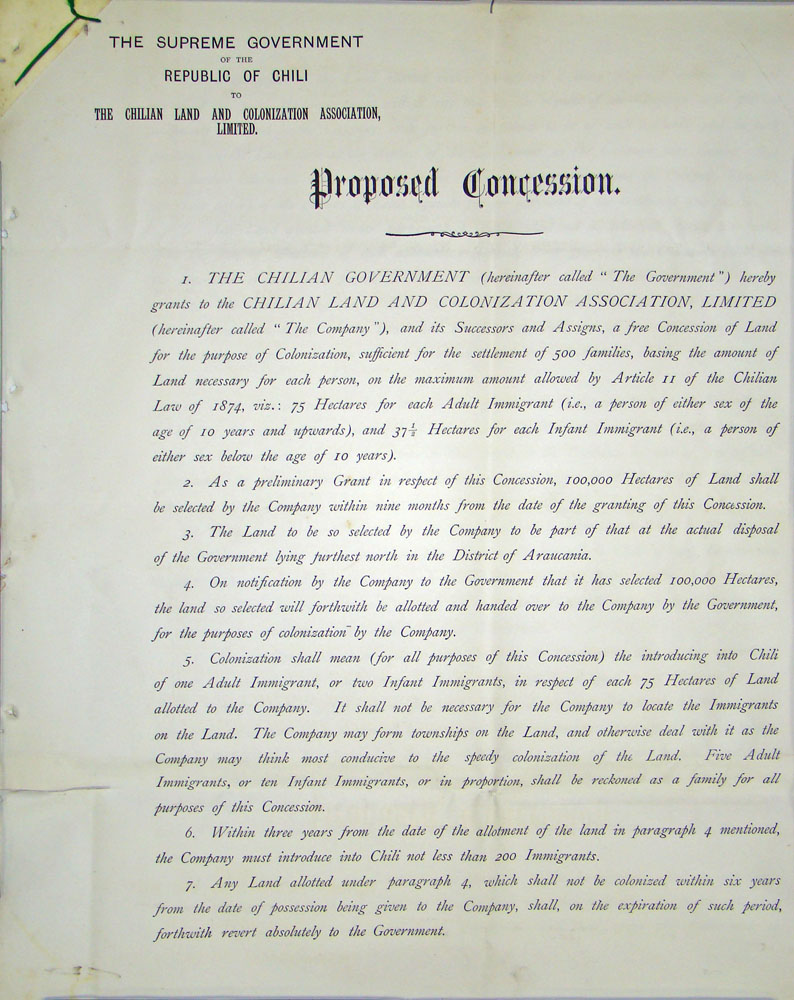 THE SUPREME GOVERNMENT
OF THE
REPUBLIC OF CHILI
TO
THE CHILIAN LAND AND COLONIZATION ASSOCIATION,
LIMITED.
Proposed Concession.
1. THE CHILIAN GOVERNMENT (hereinafter called “ The Government ”) hereby
grants to the CHILIAN LAND AND COLONIZATION ASSOCIATION, LIMITED
(hereinafter called “ The Company ”), and its Successors and Assigns, a free Concession of Land
for the purpose of Colonization, sufficient for the settlement of 500 families, basing the amount of
Land necessary for each person, on the maximum amount allowed by Article 11 of the Chilian
Law of 1874, viz.: 75 Hectares for each Adult Immigrant (i.e., a person of either sex of the
age of 10 years and upwards), and 37½ Hectares for each Infant Immigrant (i.e., a person of
either sex below the age of 10 years).
2. As a preliminary Grant in respect of this Concession, 100,000 Hectares of Land shall
be selected by the Company within nine months from the date of the granting of this Concession.
3. The Land to be so selected by the Company to be part of that at the actual disposal
of the Government lying furthest north in the District of Araucania.
4. On notification by the Company to the Government that it has selected 100,000 Hectares,
the land so selected will forthwith be allotted and handed over to the Company by the Government,
for the purposes of colonization by the Company.
5. Colonization shall mean (for all purposes of this Concession) the introducing into Chili
of one Adult Immigrant, or two Infant Immigrants, in respect of each 75 Hectares of Land
allotted to the Company. It shall not be necessary for the Company to locate the Immigrants
on the Land. The Company may form townships on the Land, and otherwise deal with it as the
Company may think most conducive to the speedy colonization of the Land. Five Adult
Immigrants, or ten Infant Immigrants, or in proportion, shall be reckoned as a family for all
purposes of this Concession.
6. Within three years from the date of the allotment of the land in paragraph 4 mentioned,
the Company must introduce into Chili not less than 200 Immigrants.
7. Any Land allotted under paragraph 4, which shall not be colonized within six years
from the date of possession being given to the Company, shall, on the expiration of such period,
forthwith revert absolutely to the Government.